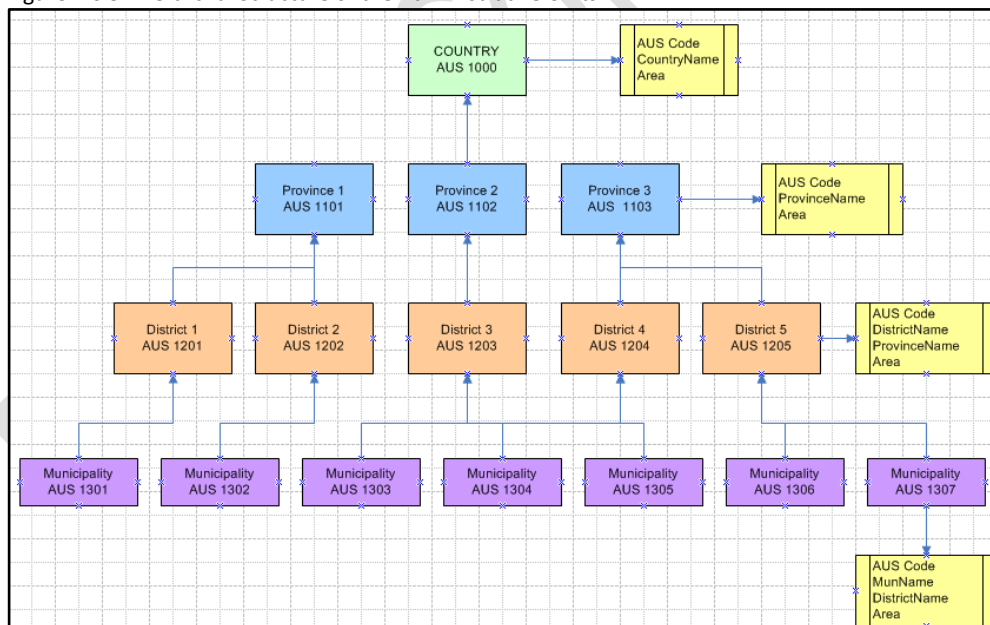 COUNTRY
AUS 1000
AUS Code
CountryName
Area
Province 1
AUS 1101
Province 2
AUS 1102
Province 3
AUS 1103
AUS Code
ProvinceName
Area
District 1
AUS 1201
District 2
AUS 1202
District 3
AUS 1203
District 4
AUS 1204
District 5
AUS 1205
AUS Code
DistrictName
ProvinceName
Area
Municipality
AUS 1301
Municipality
AUS 1302
Municipality
AUS 1303
Municipality
AUS 1304
Municipality
AUS 1305
Municipality
AUS 1306
Municipality
AUS 1307
AUS Code
MunName
DistrictName
Area